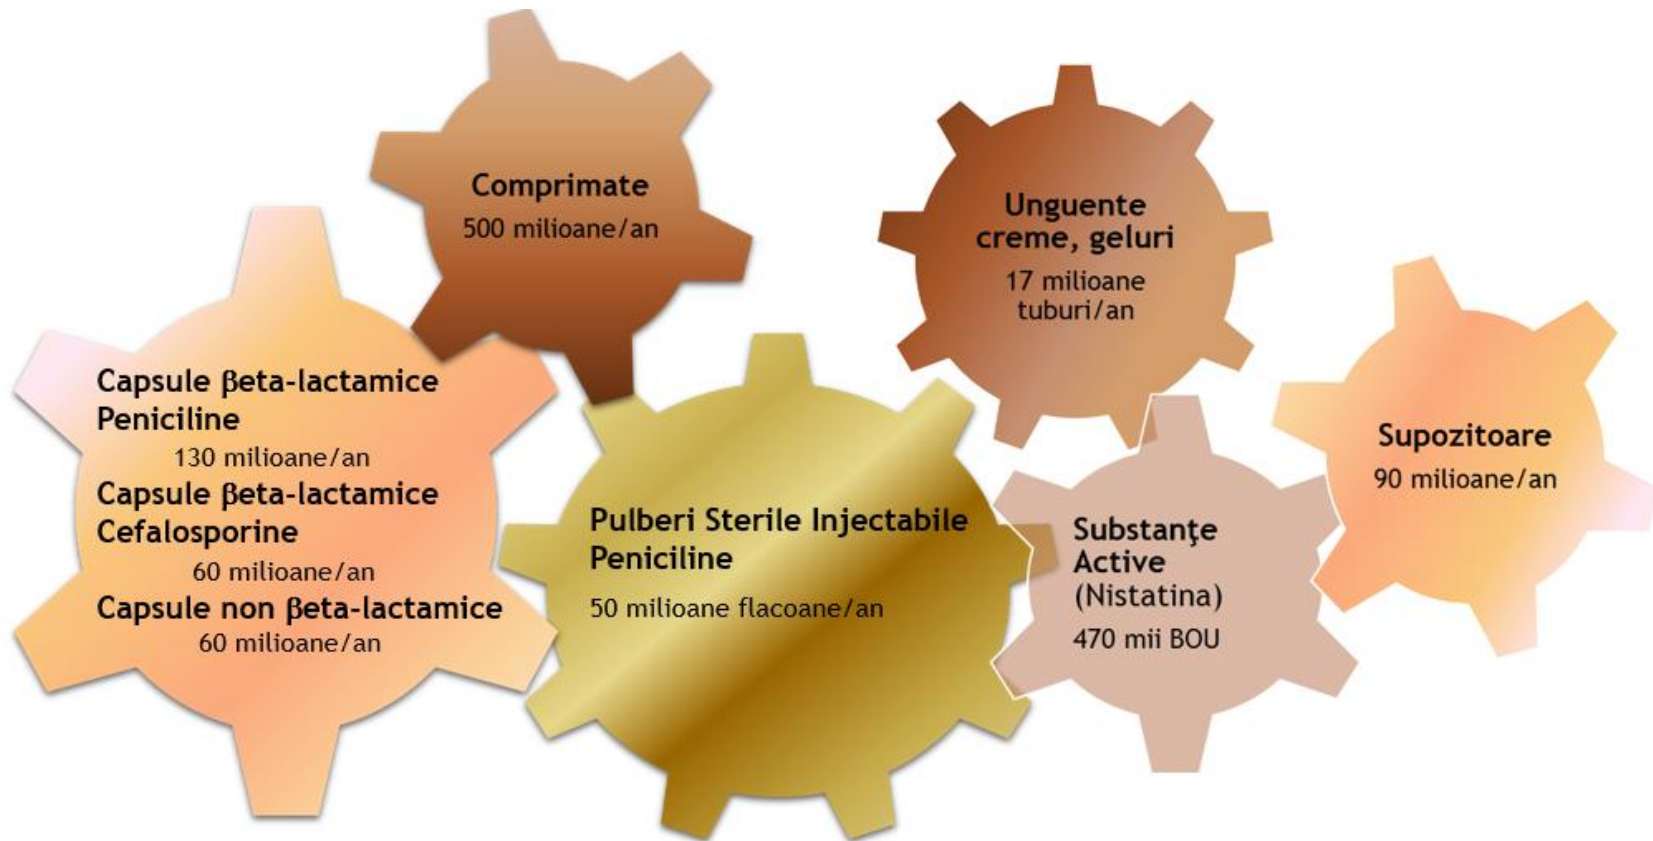 Comprimate
500 milioane/an
Unguente
creme, geluri
17 milioane
tuburi/an
Capsule βeta-lactamice
Peniciline
130 milioane/an
Capsule βeta-lactamice
Cefalosporine
60 milioane/an
Capsule non βeta-lactamice
60 milioane/an
Pulberi Sterile Injectabile
Peniciline
50 milioane flacoane/an
Substanţe
Active
(Nistatina)
470 mii BOU
Supozitoare
90 milioane/an